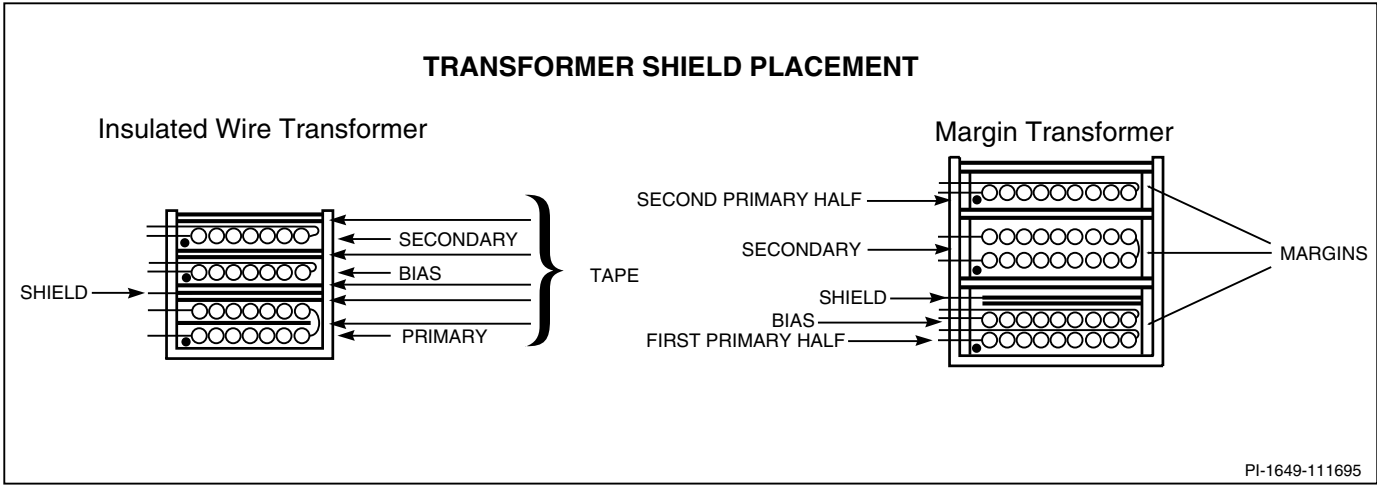 TRANSFORMER SHIELD PLACEMENT
Insulated Wire Transformer
SHIELD
SECONDARY
BIAS
PRIMARY
TAPE
Margin Transformer
SECOND PRIMARY HALF
SECONDARY
SHIELD
BIAS
FIRST PRIMARY HALF
MARGINS
PI-1649-111695